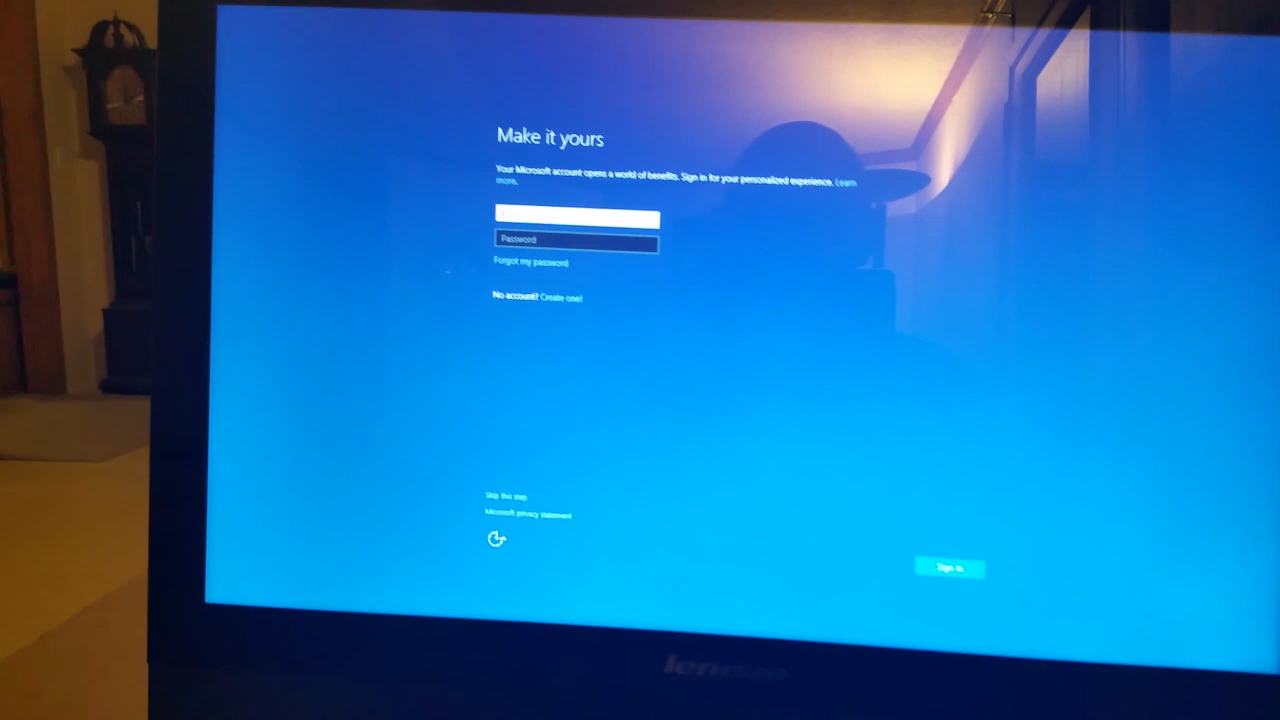 Make it yours
Your Microsoft account opens a world of benefits. Sign in for your personalized experience. Learn
more.
Password
Forgot my password
No account? Create one!
Skip this step
Microsoft privacy statement
Sign in
lenovo